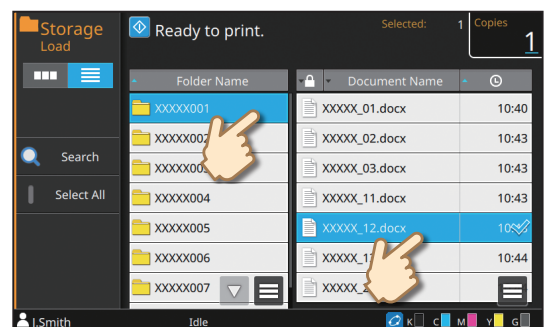 Storage
Load
Ready to print.
Selected: 1
Copies
1
Folder Name
Document Name
XXXXX001
XXXXX_01.docx 10:40
XXXXX002
XXXXX_02.docx 10:43
XXXXX_03.docx 10:43
XXXXX004
XXXXX_11.docx 10:43
XXXXX005
XXXXX_12.docx
XXXXX006
10:44
XXXXX007
Search
Select All
J.Smith
Idle
K C M Y G